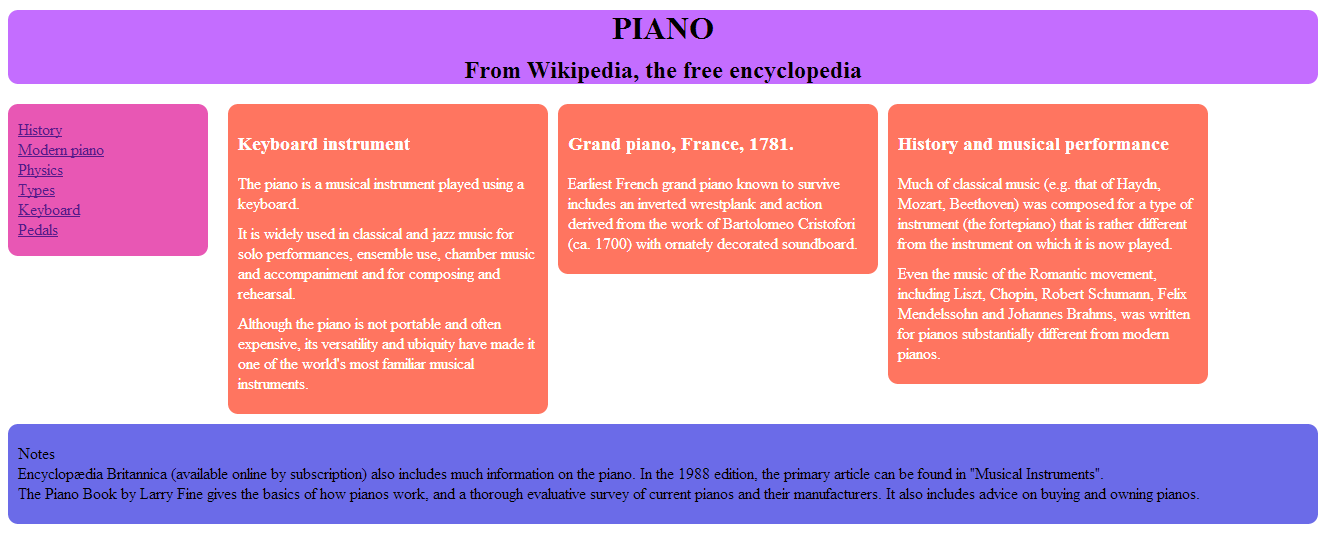 PIANO
From Wikipedia, the free encyclopedia
History
Modern piano
Physics
Types
Keyboard
Pedals
Keyboard instrument
The piano is a musical instrument played using a
keyboard.
It is widely used in classical and jazz music for
solo performances, ensemble use, chamber music
and accompaniment and for composing and
rehearsal.
Although the piano is not portable and often
expensive, its versatility and ubiquity have made it
one of the world's most familiar musical
instruments.
Grand piano, France, 1781.
Earliest French grand piano known to survive
includes an inverted wrestplank and action
derived from the work of Bartolomeo Cristofori
(ca. 1700) with ornately decorated soundboard.
History and musical performance
Much of classical music (e.g. that of Haydn,
Mozart, Beethoven) was composed for a type of
instrument (the fortepiano) that is rather different
from the instrument on which it is now played.
Even the music of the Romantic movement,
including Liszt, Chopin, Robert Schumann, Felix
Mendelssohn and Johannes Brahms, was written
for pianos substantially different from modern
pianos.
Notes
Encyclopædia Britannica (available online by subscription) also includes much information on the piano. In the 1988 edition, the primary article can be found in "Musical Instruments".
The Piano Book by Larry Fine gives the basics of how pianos work, and a thorough evaluative survey of current pianos and their manufacturers. It also includes advice on buying and owning pianos.